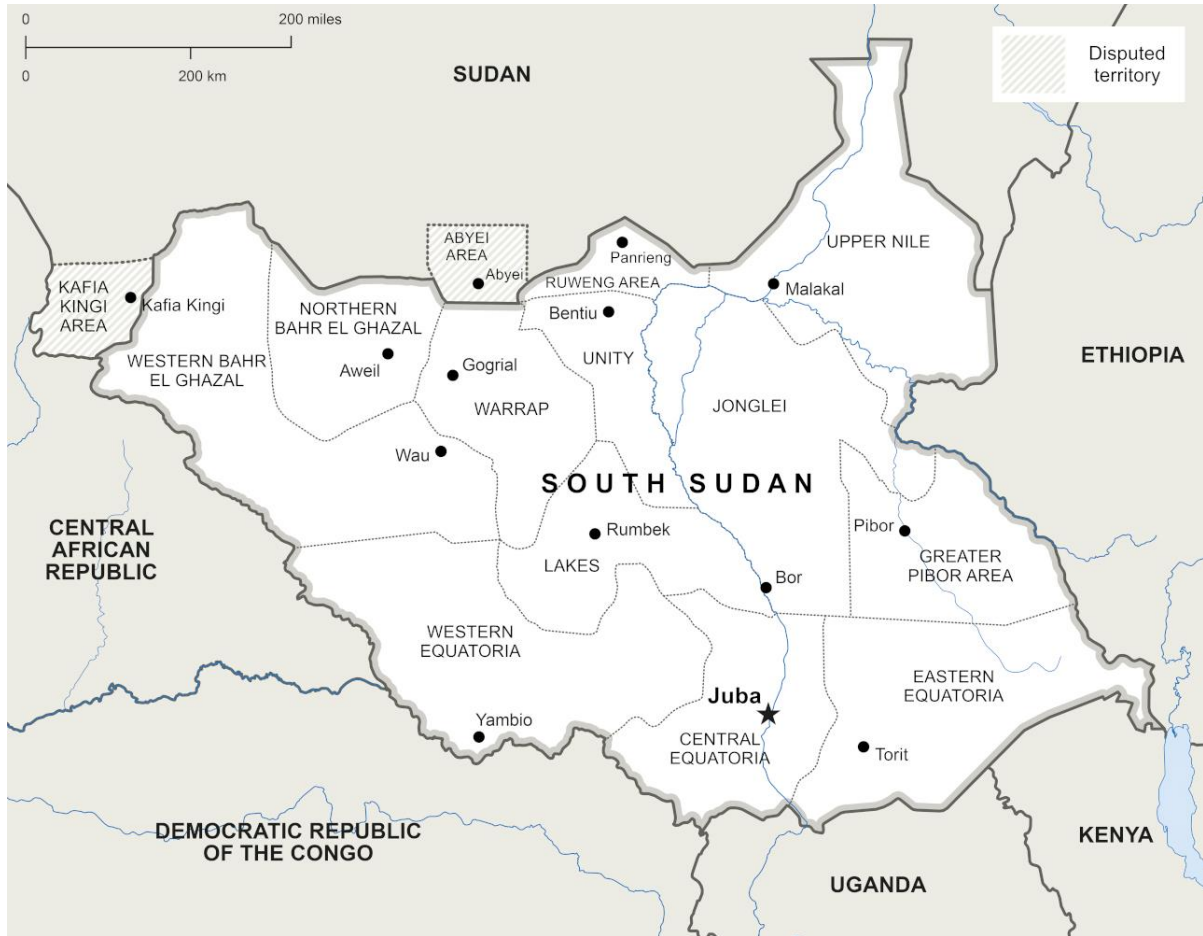 0 200 miles
0 200 km
SUDAN
Disputed
territory
UPPER NILE
ABYEI
AREA
Abyei
Panrieng
RUWENG AREA
Malakal
KAFIA
KINGI
AREA
Kafia Kingi
NORTHERN
BAHR EL GHAZAL
Bentiu
UNITY
WESTERN BAHR
EL GHAZAL
Aweil
Gogrial
WARRAP
JONGLEI
ETHIOPIA
Wau
SOUTH SUDAN
CENTRAL
AFRICAN
REPUBLIC
Rumbek
LAKES
Pibor
GREATER
PIBOR AREA
Bor
WESTERN
EQUATORIA
EASTERN
EQUATORIA
Juba
Yambio
CENTRAL
EQUATORIA
Torit
DEMOCRATIC REPUBLIC
OF THE CONGO
KENYA
UGANDA